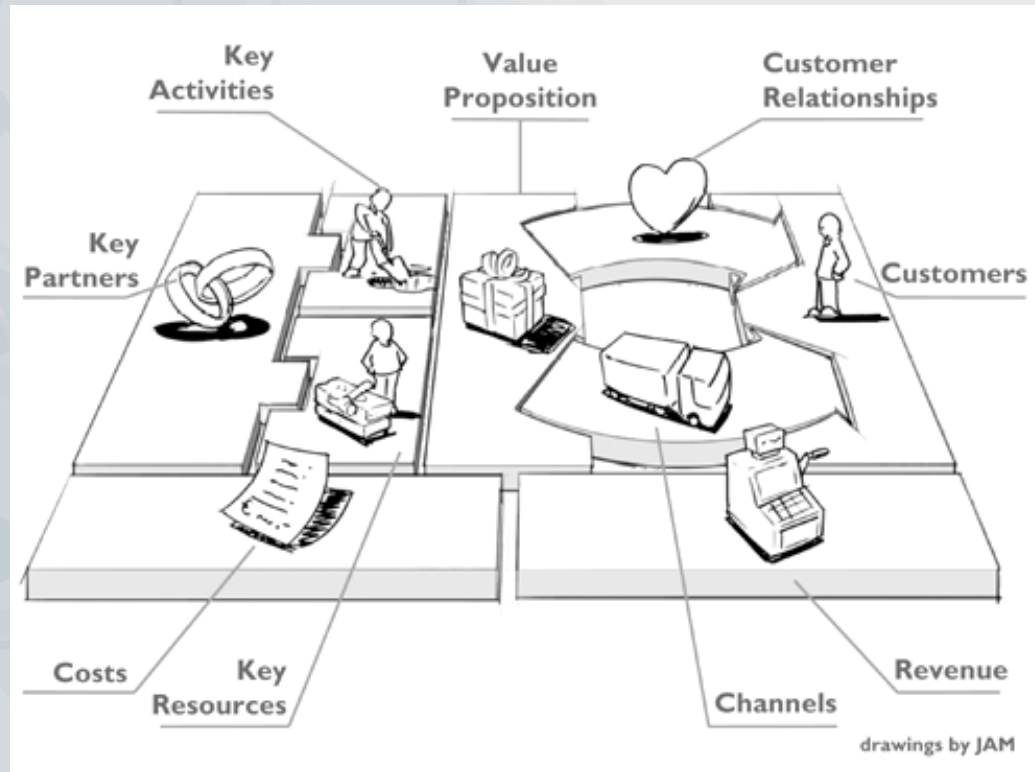 Key
Activities
Value
Proposition
Customer
Relationships
Key
Partners
Customers
Costs
Key
Resources
Channels
Revenue
drawings by JAM